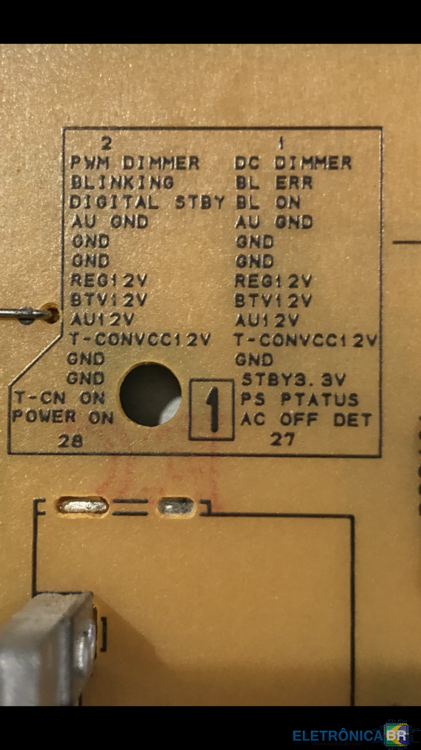 2 1
PWM DIMMER DC DIMMER
BLINKING BL ERR
DIGITAL STBY BL ON
AU GND AU GND
GND GND
GND GND
REG12V REG12V
BTV12V BTV12V
AU12V AU12V
T-CONVCC12V T-CONVCC12V
GND GND
GND STBY3.3V
T-CN ON PS PTATUS
POWER ON AC OFF DET
1
28 27
ELETRÔNICA BR